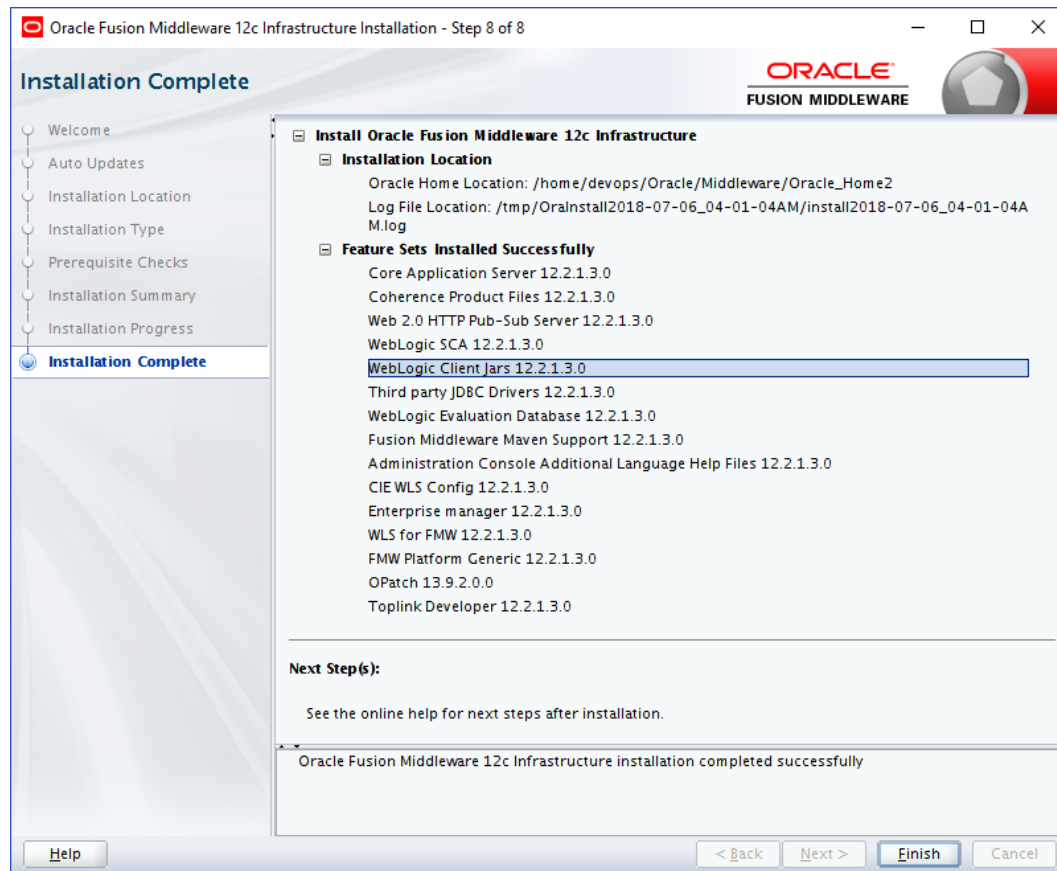 Oracle Fusion Middleware 12c Infrastructure Installation - Step 8 of 8
Installation Complete
ORACLE
FUSION MIDDLEWARE
Welcome
Auto Updates
Installation Location
Installation Type
Prerequisite Checks
Installation Summary
Installation Progress
Installation Complete
Install Oracle Fusion Middleware 12c Infrastructure
Installation Location
Oracle Home Location: /home/devops/Oracle/Middleware/Oracle_Home2
Log File Location: /tmp/OraInstall2018-07-06_04-01-04AM/install2018-07-06_04-01-04A
M.log
Feature Sets Installed Successfully
Core Application Server 12.2.1.3.0
Coherence Product Files 12.2.1.3.0
Web 2.0 HTTP Pub-Sub Server 12.2.1.3.0
WebLogic SCA 12.2.1.3.0
WebLogic Client Jars 12.2.1.3.0
Third party JDBC Drivers 12.2.1.3.0
WebLogic Evaluation Database 12.2.1.3.0
Fusion Middleware Maven Support 12.2.1.3.0
Administration Console Additional Language Help Files 12.2.1.3.0
CIE WLS Config 12.2.1.3.0
Enterprise manager 12.2.1.3.0
WLS for FMW 12.2.1.3.0
FMW Platform Generic 12.2.1.3.0
OPatch 13.9.2.0.0
Toplink Developer 12.2.1.3.0
Next Step(s):
See the online help for next steps after installation.
Oracle Fusion Middleware 12c Infrastructure installation completed successfully
Help
< Back
Next >
Finish
Cancel